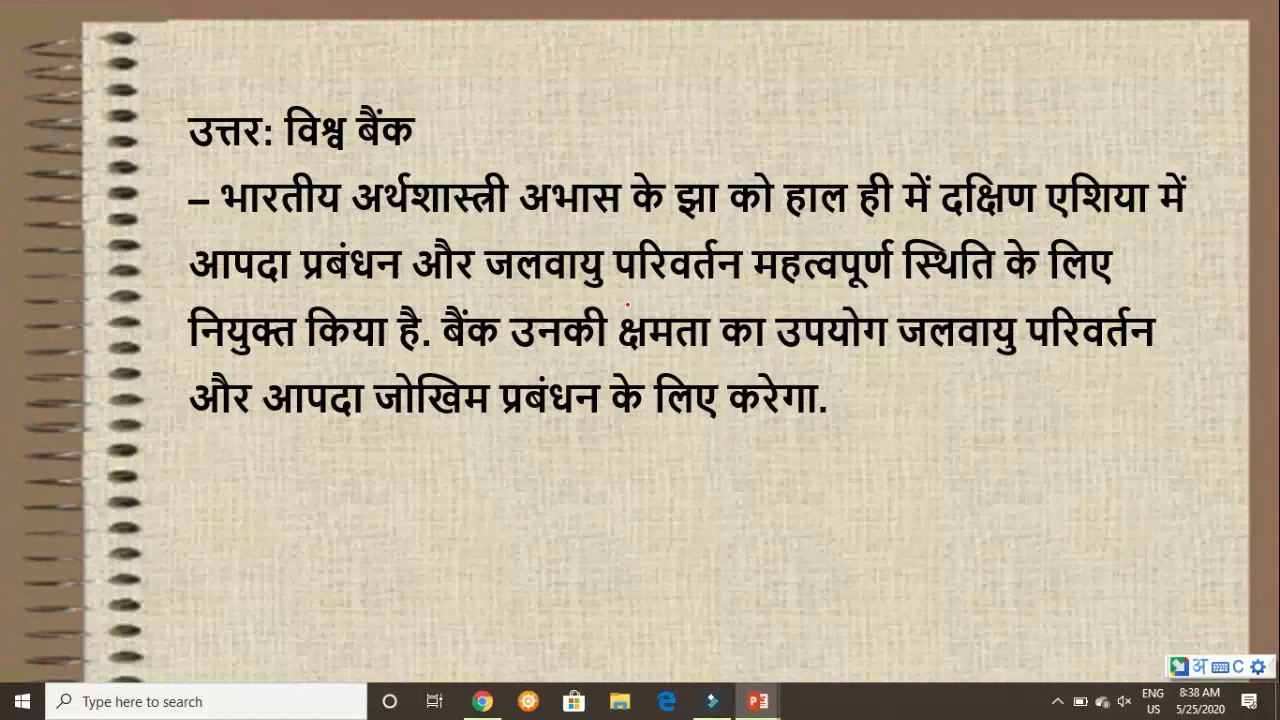 उत्तर: विश्व बैंक
– भारतीय अर्थशास्त्री अभास के झा को हाल ही में दक्षिण एशिया में
आपदा प्रबंधन और जलवायु परिवर्तन महत्वपूर्ण स्थिति के लिए
नियुक्त किया है. बैंक उनकी क्षमता का उपयोग जलवायु परिवर्तन
और आपदा जोखिम प्रबंधन के लिए करेगा.
अ C
Type here to search
ENG 8:38 AM
US 5/25/2020